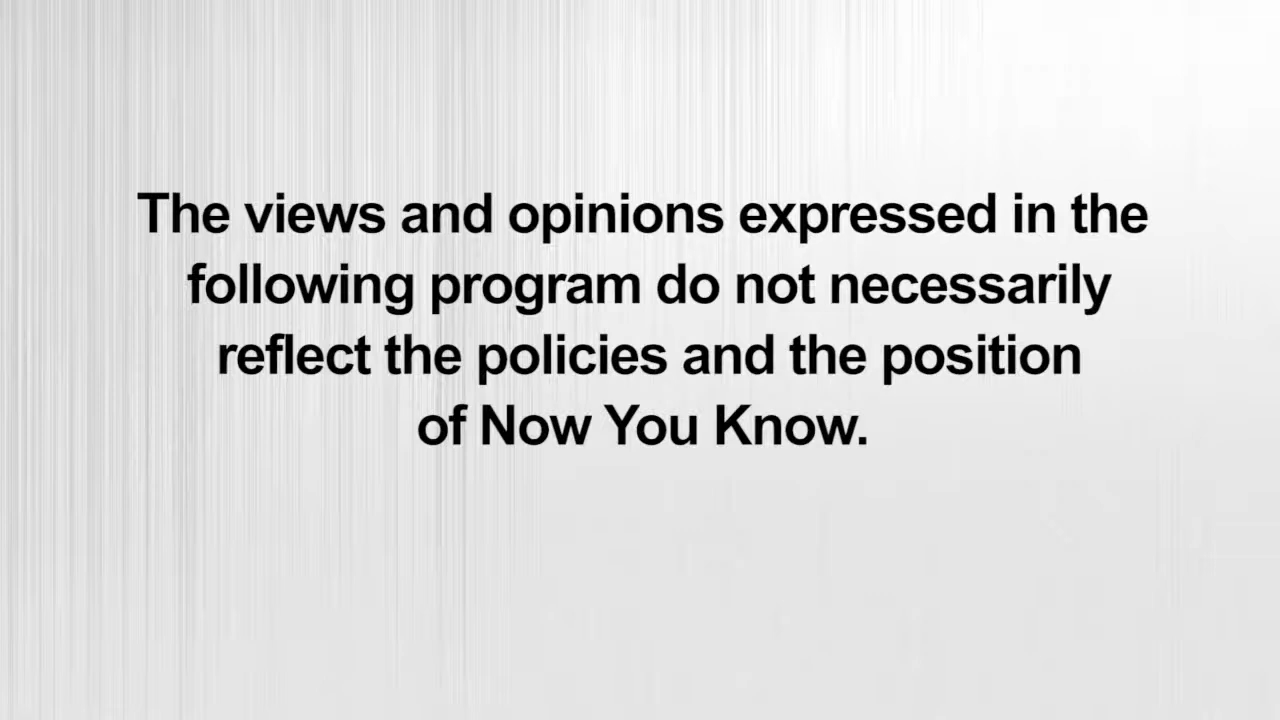 The views and opinions expressed in the
following program do not necessarily
reflect the policies and the position
of Now You Know.